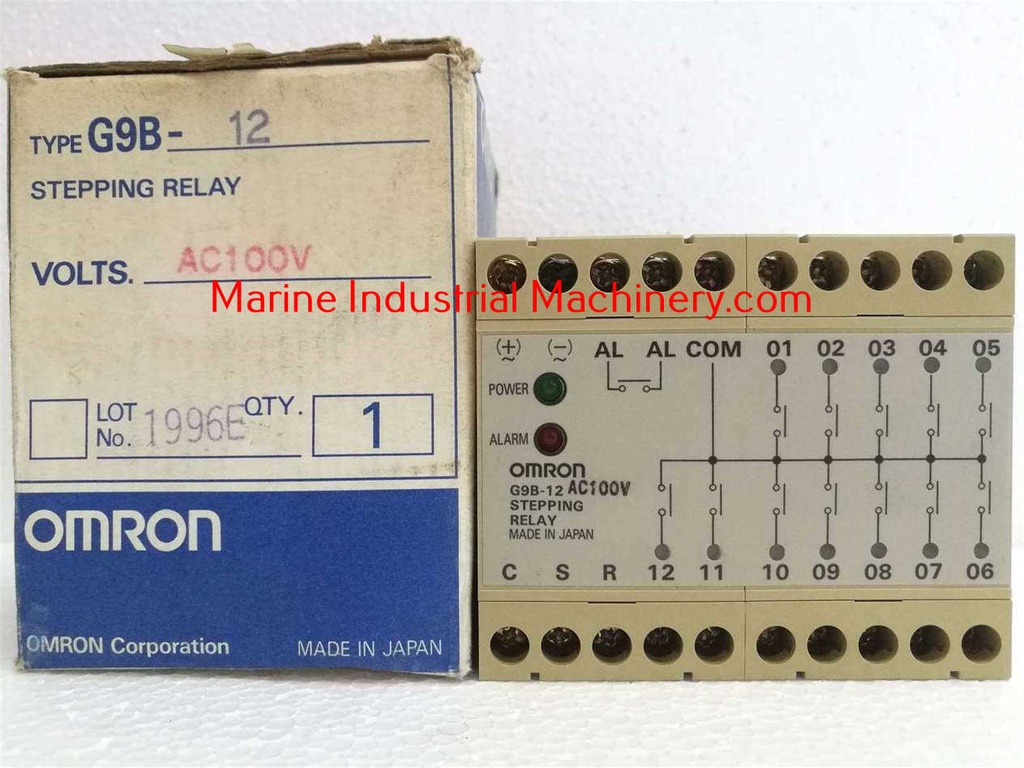 TYPE G9B- 12
STEPPING RELAY
VOLTS. AC100V
Marine Industrial Machinery.com
LOT No. 1996E QTY. 1
OMRON
OMRON Corporation MADE IN JAPAN
(+) (−) AL AL COM 01 02 03 04 05
~ ~
POWER
ALARM
OMRON
G9B-12 AC100V
STEPPING
RELAY
MADE IN JAPAN
C S R 12 11 10 09 08 07 06